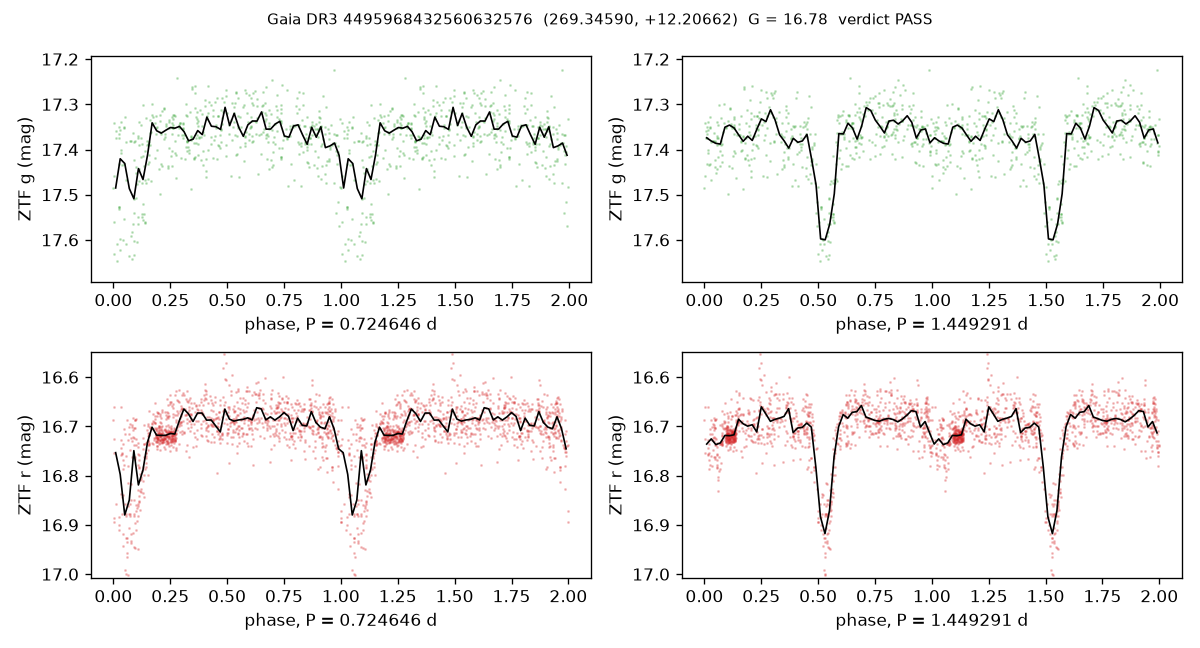 Gaia DR3 4495968432560632576  (269.34590, +12.20662)  G = 16.78  verdict PASS
17.2
17.3
17.4
17.5
17.6
ZTF g (mag)
0.00 0.25 0.50 0.75 1.00 1.25 1.50 1.75 2.00
phase, P = 0.724646 d
17.2
17.3
17.4
17.5
17.6
ZTF g (mag)
0.00 0.25 0.50 0.75 1.00 1.25 1.50 1.75 2.00
phase, P = 1.449291 d
16.6
16.7
16.8
16.9
17.0
ZTF r (mag)
0.00 0.25 0.50 0.75 1.00 1.25 1.50 1.75 2.00
phase, P = 0.724646 d
16.6
16.7
16.8
16.9
17.0
ZTF r (mag)
0.00 0.25 0.50 0.75 1.00 1.25 1.50 1.75 2.00
phase, P = 1.449291 d